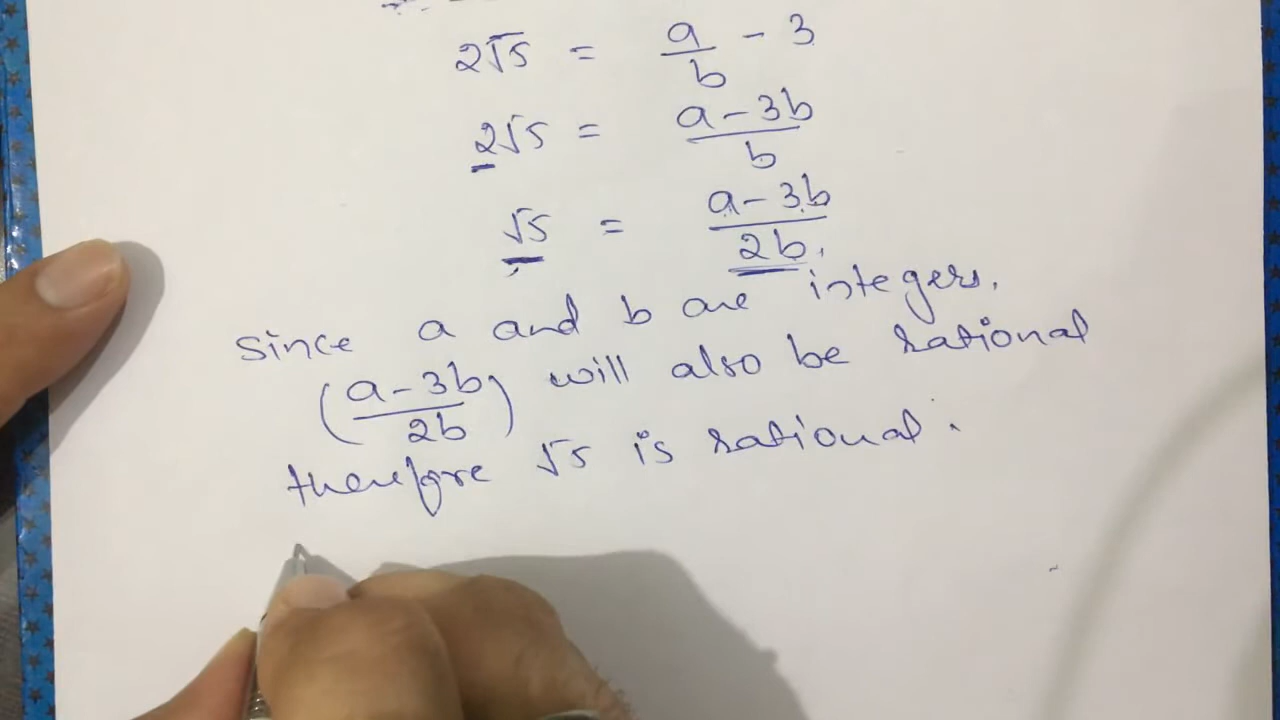 2√5 = a/b - 3
2√5 = (a - 3b)/b
√5 = (a - 3b)/2b
Since a and b are integers.
((a - 3b)/2b) will also be rational
therefore √5 is rational.